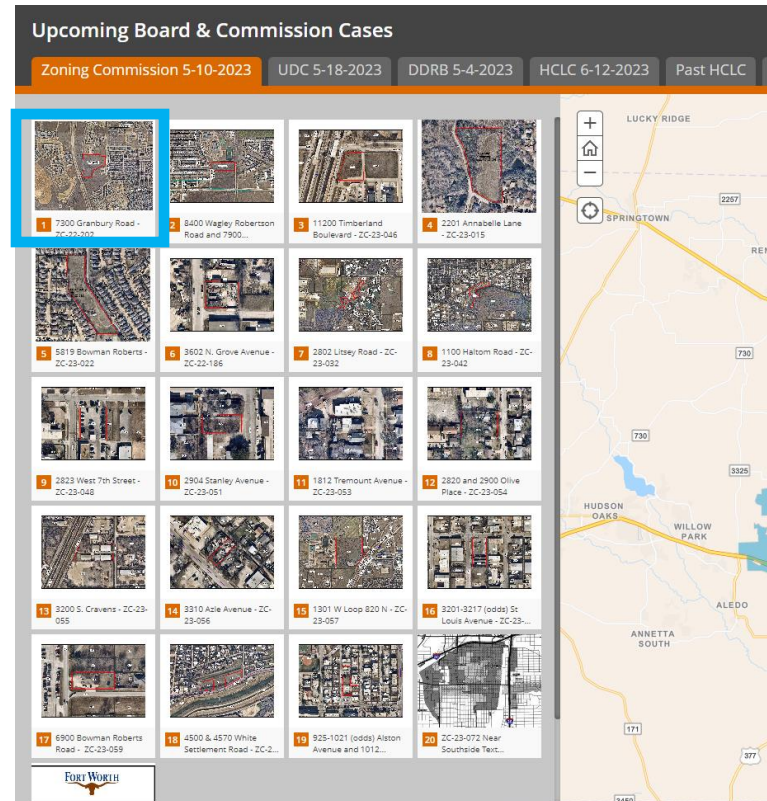 Upcoming Board & Commission Cases
Zoning Commission 5-10-2023
UDC 5-18-2023
DDRB 5-4-2023
HCLC 6-12-2023
Past HCLC
1 7300 Granbury Road -
ZC-22-202
2 8400 Wagley Robertson
Road and 7900...
3 11200 Timberland
Boulevard - ZC-23-046
4 2201 Annabelle Lane
- ZC-23-015
5 5819 Bowman Roberts -
ZC-23-022
6 3602 N. Grove Avenue -
ZC-22-186
7 2802 Litsey Road - ZC-
23-032
8 1100 Haltom Road - ZC-
23-042
9 2823 West 7th Street -
ZC-23-048
10 2904 Stanley Avenue -
ZC-23-051
11 1812 Tremount Avenue -
ZC-23-053
12 2820 and 2900 Olive
Place - ZC-23-054
13 3200 S. Cravens - ZC-23-
055
14 3310 Azle Avenue - ZC-
23-056
15 1301 W Loop 820 N - ZC-
23-057
16 3201-3217 (odds) St
Louis Avenue - ZC-23-...
17 6900 Bowman Roberts
Road - ZC-23-059
18 4500 & 4570 White
Settlement Road - ZC-2...
19 925-1021 (odds) Alston
Avenue and 1012...
20 ZC-23-072 Near
Southside Text...
FORT WORTH
+
−
LUCKY RIDGE
2257
SPRINGTOWN
730
730
3325
HUDSON
OAKS
WILLOW
PARK
ALEDO
ANNETTA
SOUTH
171
377